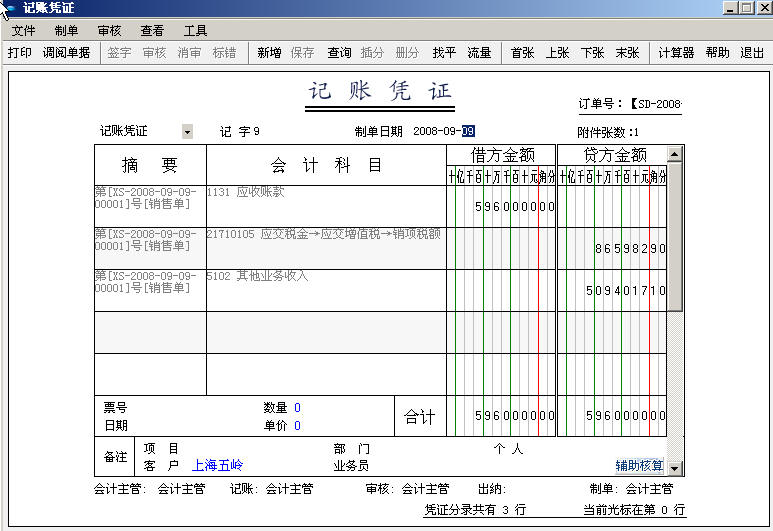 记账凭证
文件 制单 审核 查看 工具
打印 调阅单据 签字 审核 消审 标错 新增 保存 查询 插分 删分 找平 流量 首张 上张 下张 末张 计算器 帮助 退出
记 账 凭 证
订单号：【SD-2008-
记账凭证 记 字 9 制单日期 2008-09-09 附件张数:1
摘 要 会 计 科 目 借方金额 贷方金额
十亿千百十万千百十元角分 十亿千百十万千百十元角分
第[XS-2008-09-09-00001]号[销售单] 1131 应收账款 596000000
第[XS-2008-09-09-00001]号[销售单] 21710105 应交税金→应交增值税→销项税额 86598290
第[XS-2008-09-09-00001]号[销售单] 5102 其他业务收入 509401710
票号 数量 0
日期 单价 0
合计 596000000 596000000
备注 项 目 部 门 个 人
客 户 上海五岭 业务员 辅助核算
会计主管: 会计主管 记账: 会计主管 审核: 会计主管 出纳: 制单: 会计主管
凭证分录共有 3 行 当前光标在第 0 行